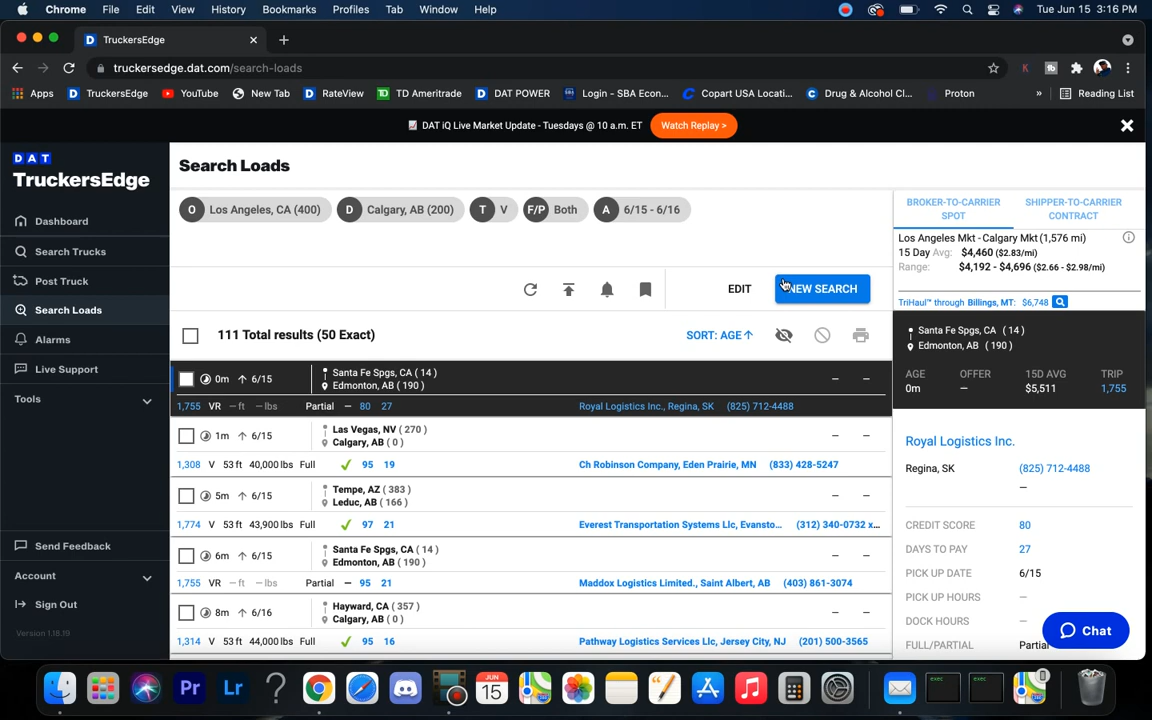 Chrome File Edit View History Bookmarks Profiles Tab Window Help Tue Jun 15 3:16 PM
D TruckersEdge
truckersedge.dat.com/search-loads
Apps D TruckersEdge YouTube New Tab D RateView TD TD Ameritrade D DAT POWER Login - SBA Econ... Copart USA Locati... Drug & Alcohol Cl... Proton » Reading List
DAT iQ Live Market Update - Tuesdays @ 10 a.m. ET Watch Replay >
DAT
TruckersEdge
Dashboard
Search Trucks
Post Truck
Search Loads
Alarms
Live Support
Tools
Send Feedback
Account
Sign Out
Version 1.18.19
Search Loads
O Los Angeles, CA (400) D Calgary, AB (200) T V F/P Both A 6/15 - 6/16
EDIT NEW SEARCH
111 Total results (50 Exact) SORT: AGE
0m 6/15 Santa Fe Spgs, CA ( 14 ) – –
Edmonton, AB ( 190 )
1,755 VR – ft – lbs Partial – 80 27 Royal Logistics Inc., Regina, SK (825) 712-4488
1m 6/15 Las Vegas, NV ( 270 ) – –
Calgary, AB ( 0 )
1,308 V 53 ft 40,000 lbs Full 95 19 Ch Robinson Company, Eden Prairie, MN (833) 428-5247
5m 6/15 Tempe, AZ ( 383 ) – –
Leduc, AB ( 166 )
1,774 V 53 ft 43,900 lbs Full 97 21 Everest Transportation Systems Llc, Evansto... (312) 340-0732 x...
6m 6/15 Santa Fe Spgs, CA ( 14 ) – –
Edmonton, AB ( 190 )
1,755 VR – ft – lbs Partial – 95 21 Maddox Logistics Limited., Saint Albert, AB (403) 861-3074
8m 6/16 Hayward, CA ( 357 ) – –
Calgary, AB ( 0 )
1,314 V 53 ft 44,000 lbs Full 95 16 Pathway Logistics Services Llc, Jersey City, NJ (201) 500-3565
BROKER-TO-CARRIER SHIPPER-TO-CARRIER
SPOT CONTRACT
Los Angeles Mkt - Calgary Mkt (1,576 mi)
15 Day Avg: $4,460 ($2.83/mi)
Range: $4,192 - $4,696 ($2.66 - $2.98/mi)
TriHaul™ through Billings, MT: $6,748
Santa Fe Spgs, CA ( 14 )
Edmonton, AB ( 190 )
AGE OFFER 15D AVG TRIP
0m – $5,511 1,755
Royal Logistics Inc.
Regina, SK (825) 712-4488
–
CREDIT SCORE 80
DAYS TO PAY 27
PICK UP DATE 6/15
PICK UP HOURS –
DOCK HOURS –
FULL/PARTIAL Partial
Chat
Pr Lr ? JUN 15 exec exec